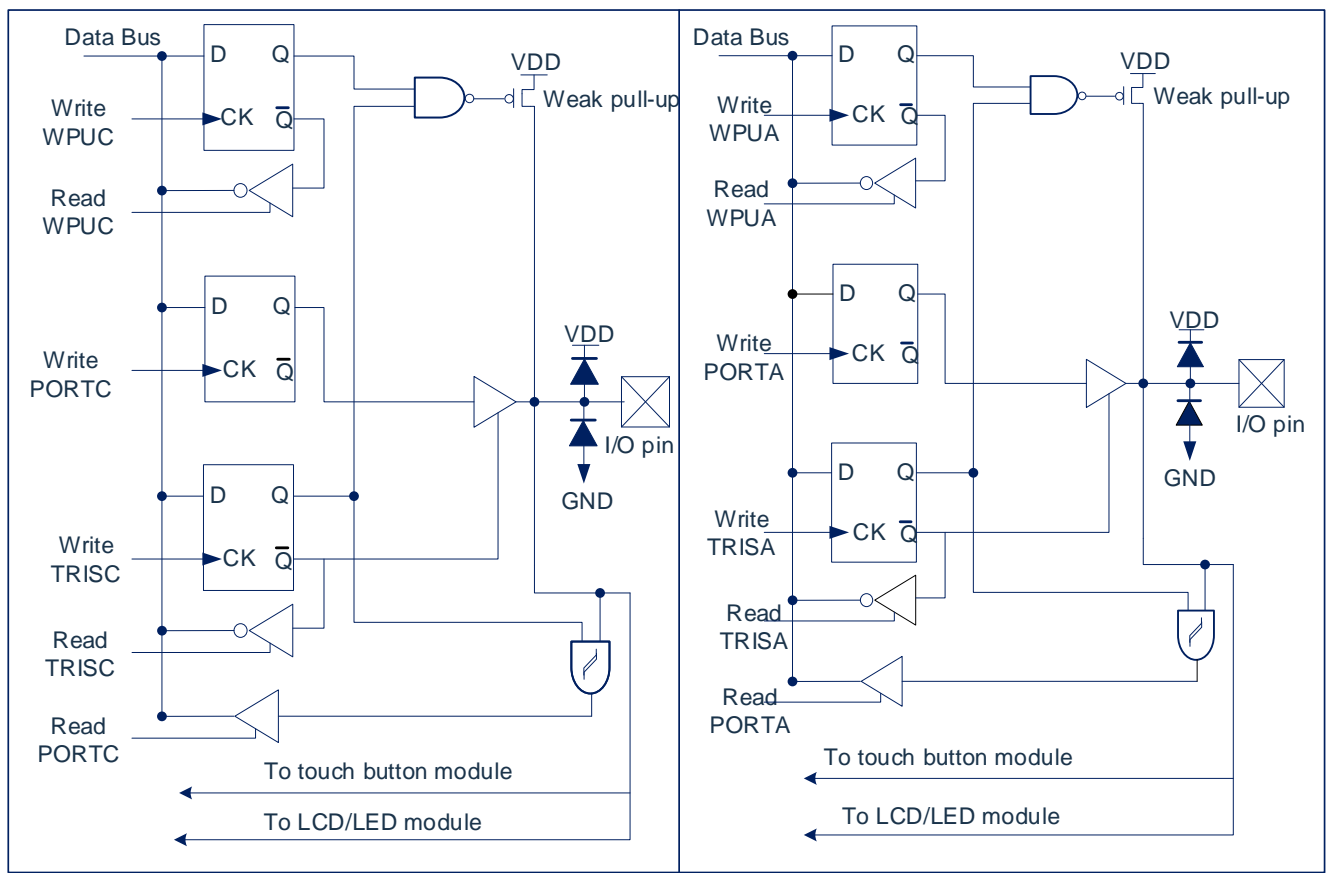 Data Bus
D
Q
VDD
Write
WPUC
CK
Q
Weak pull-up
Read
WPUC
D
Q
Write
PORTC
CK
Q
VDD
I/O pin
GND
D
Q
Write
TRISC
CK
Q
Read
TRISC
Read
PORTC
To touch button module
To LCD/LED module
Data Bus
D
Q
VDD
Write
WPUA
CK
Q
Weak pull-up
Read
WPUA
D
Q
Write
PORTA
CK
Q
VDD
I/O pin
GND
D
Q
Write
TRISA
CK
Q
Read
TRISA
Read
PORTA
To touch button module
To LCD/LED module